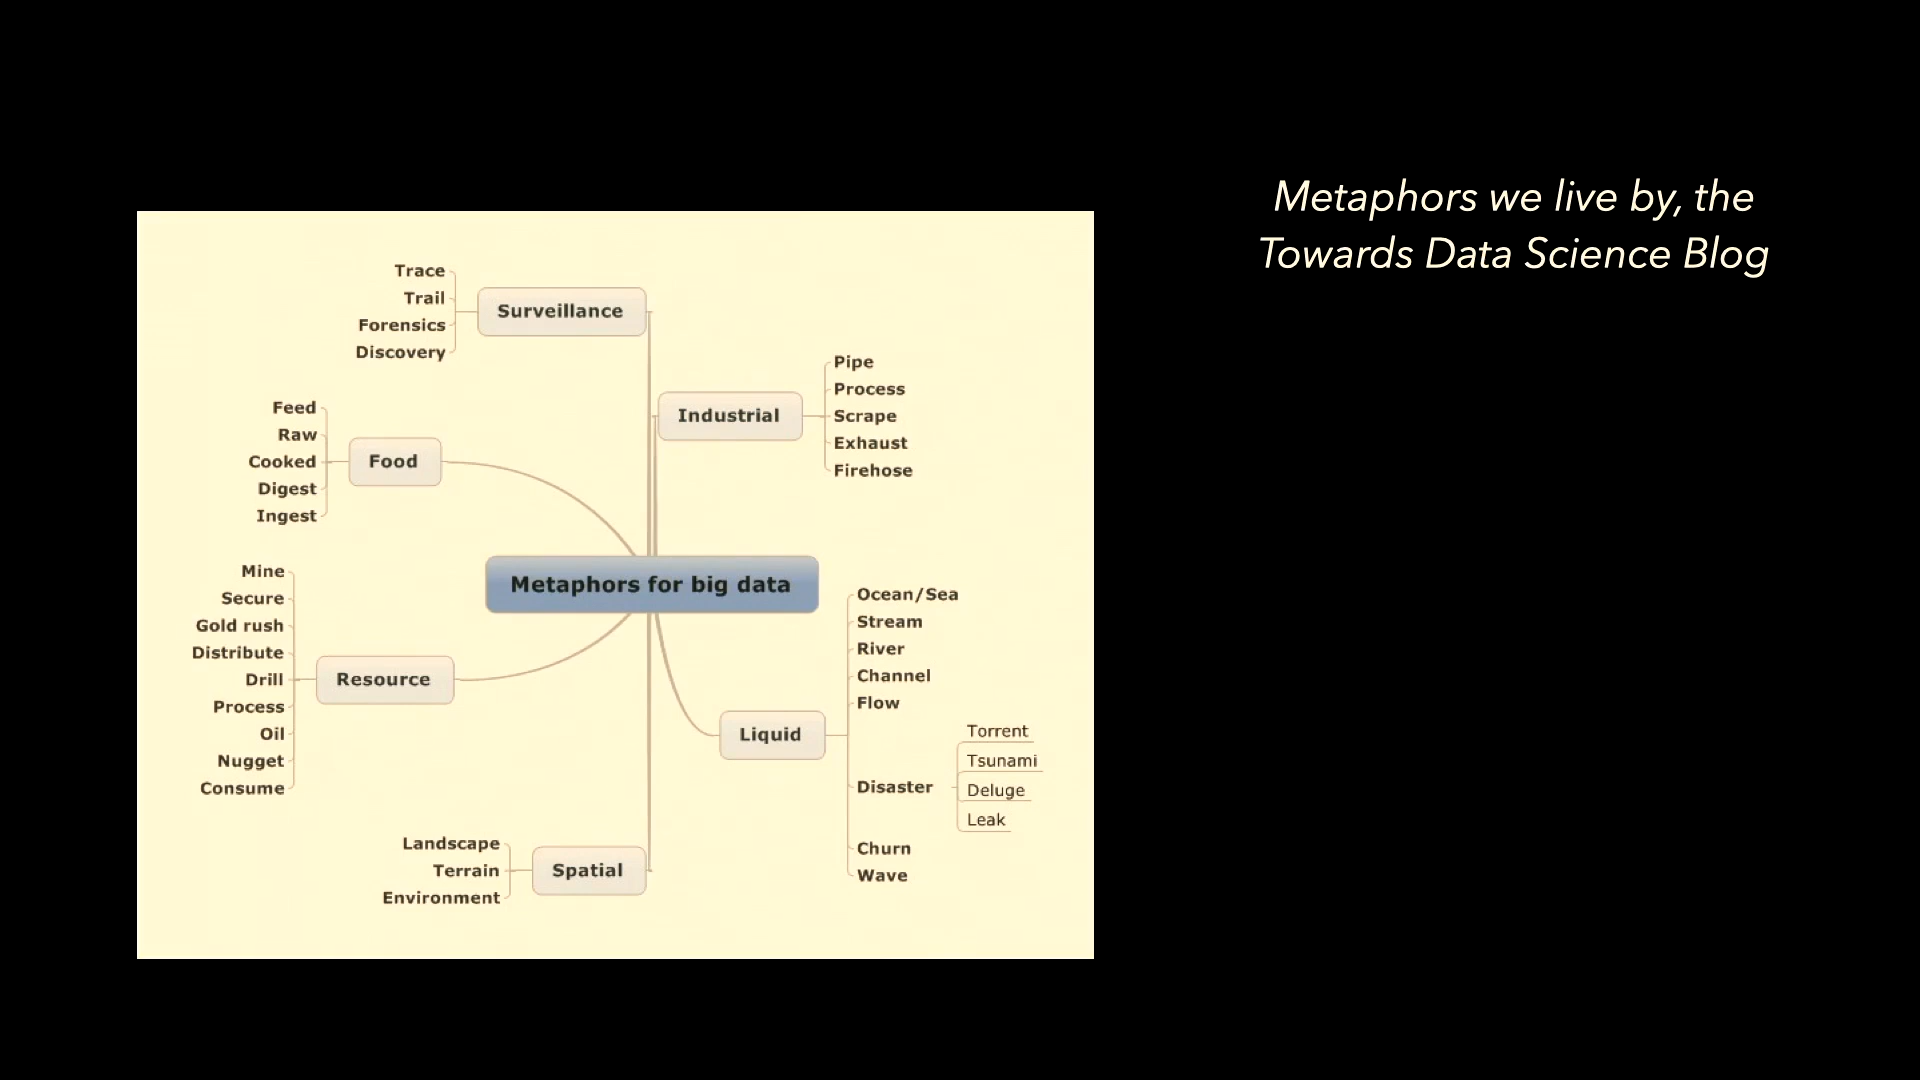 Metaphors we live by, the
Towards Data Science Blog
Metaphors for big data
Surveillance
Trace
Trail
Forensics
Discovery
Food
Feed
Raw
Cooked
Digest
Ingest
Resource
Mine
Secure
Gold rush
Distribute
Drill
Process
Oil
Nugget
Consume
Spatial
Landscape
Terrain
Environment
Industrial
Pipe
Process
Scrape
Exhaust
Firehose
Liquid
Ocean/Sea
Stream
River
Channel
Flow
Disaster
Torrent
Tsunami
Deluge
Leak
Churn
Wave